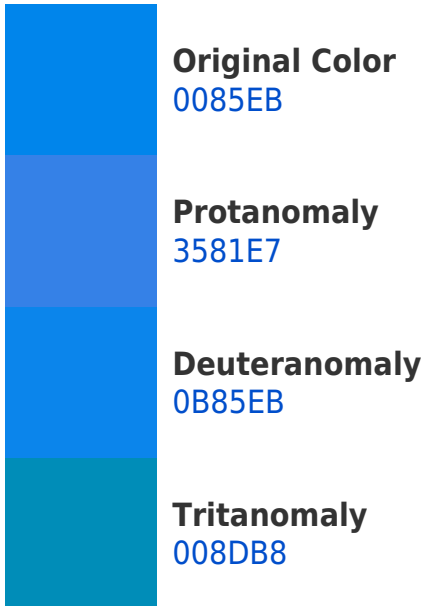 Original Color
0085EB
Protanomaly
3581E7
Deuteranomaly
0B85EB
Tritanomaly
008DB8